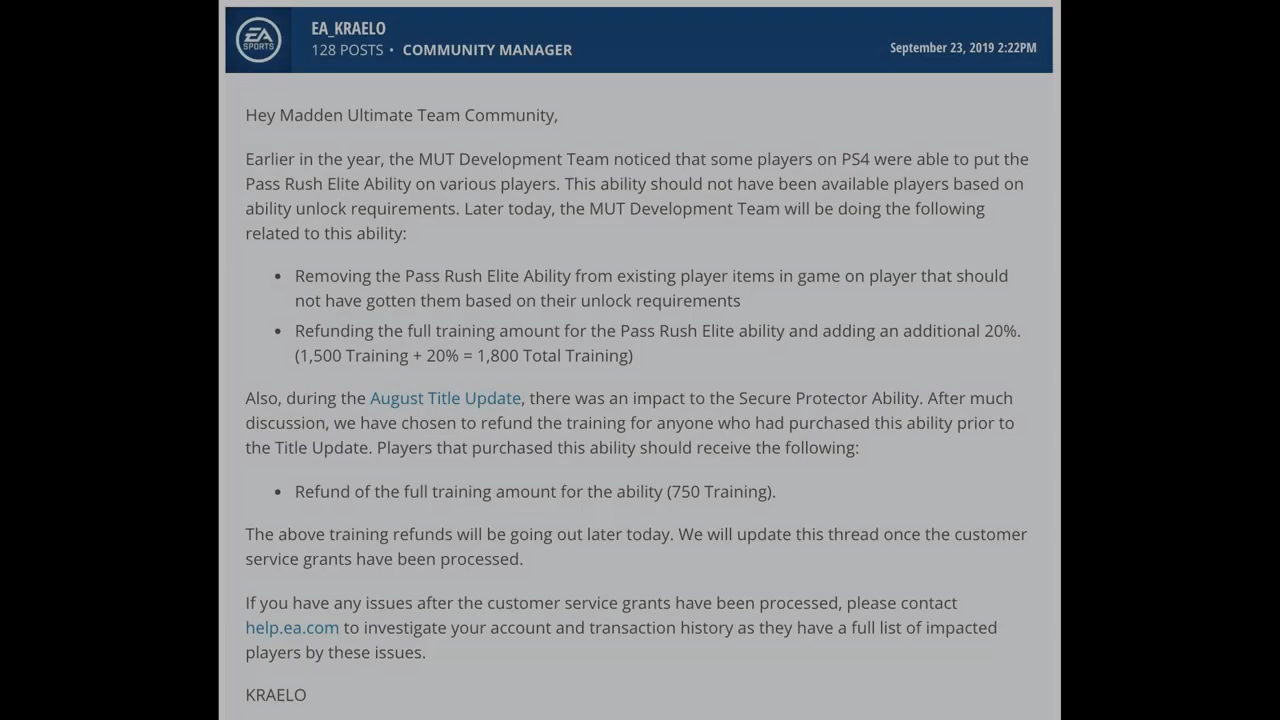 EA
SPORTS
EA_KRAELO
128 POSTS • COMMUNITY MANAGER
September 23, 2019 2:22PM
Hey Madden Ultimate Team Community,
Earlier in the year, the MUT Development Team noticed that some players on PS4 were able to put the
Pass Rush Elite Ability on various players. This ability should not have been available players based on
ability unlock requirements. Later today, the MUT Development Team will be doing the following
related to this ability:
• Removing the Pass Rush Elite Ability from existing player items in game on player that should
not have gotten them based on their unlock requirements
• Refunding the full training amount for the Pass Rush Elite ability and adding an additional 20%.
(1,500 Training + 20% = 1,800 Total Training)
Also, during the August Title Update, there was an impact to the Secure Protector Ability. After much
discussion, we have chosen to refund the training for anyone who had purchased this ability prior to
the Title Update. Players that purchased this ability should receive the following:
• Refund of the full training amount for the ability (750 Training).
The above training refunds will be going out later today. We will update this thread once the customer
service grants have been processed.
If you have any issues after the customer service grants have been processed, please contact
help.ea.com to investigate your account and transaction history as they have a full list of impacted
players by these issues.
KRAELO